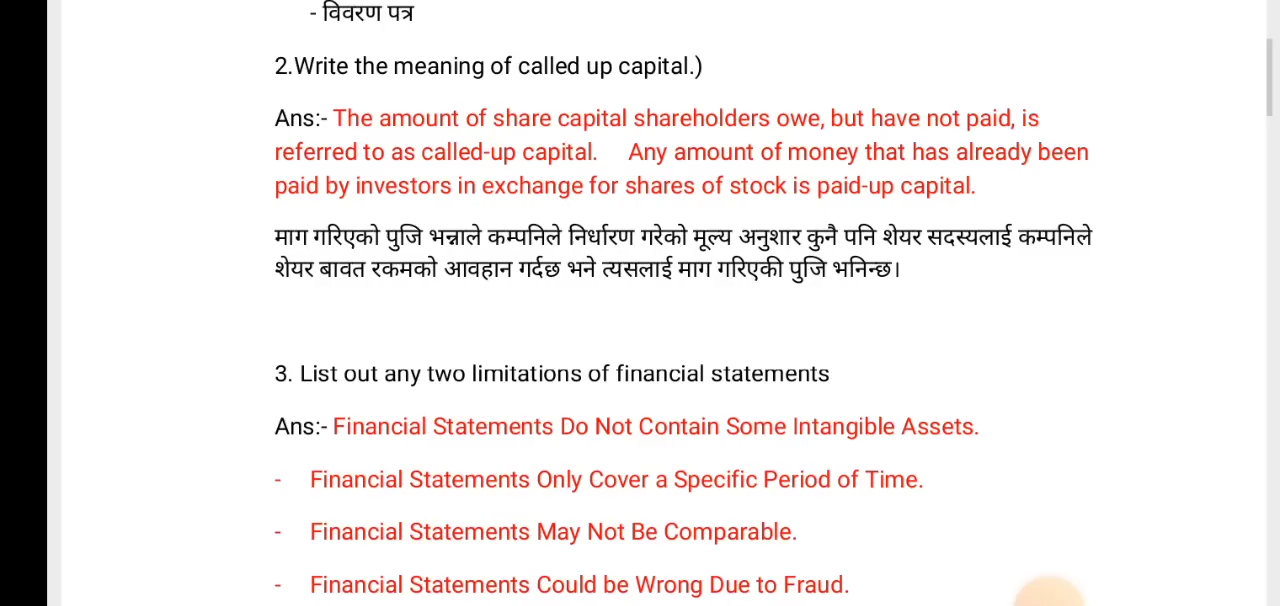 - विवरण पत्र
2.Write the meaning of called up capital.)
Ans:- The amount of share capital shareholders owe, but have not paid, is
referred to as called-up capital. Any amount of money that has already been
paid by investors in exchange for shares of stock is paid-up capital.
माग गरिएको पुजि भन्नाले कम्पनिले निर्धारण गरेको मूल्य अनुशार कुनै पनि शेयर सदस्यलाई कम्पनिले
शेयर बावत रकमको आवहान गर्दछ भने त्यसलाई माग गरिएकी पुजि भनिन्छ।
3. List out any two limitations of financial statements
Ans:- Financial Statements Do Not Contain Some Intangible Assets.
- Financial Statements Only Cover a Specific Period of Time.
- Financial Statements May Not Be Comparable.
- Financial Statements Could be Wrong Due to Fraud.